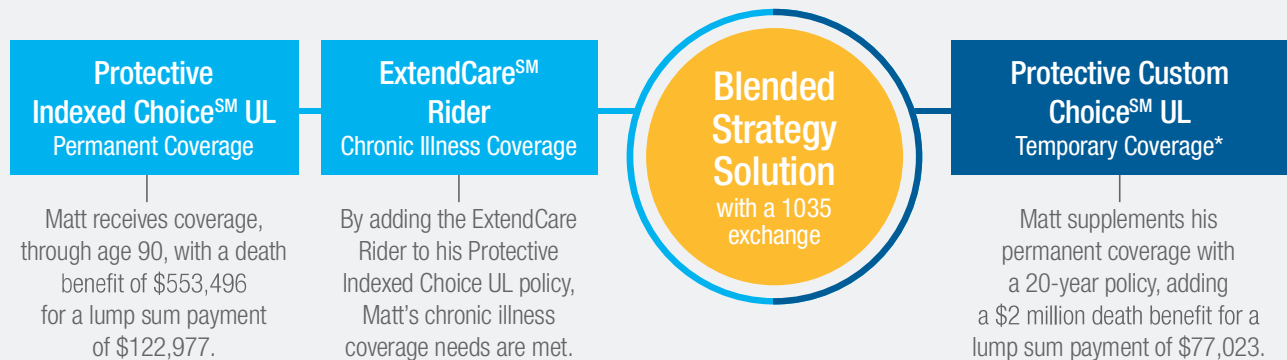 Protective
Indexed Choice℠ UL
Permanent Coverage
Matt receives coverage,
through age 90, with a death
benefit of $553,496
for a lump sum payment
of $122,977.
ExtendCare℠
Rider
Chronic Illness Coverage
By adding the ExtendCare
Rider to his Protective
Indexed Choice UL policy,
Matt’s chronic illness
coverage needs are met.
Blended
Strategy
Solution
with a 1035
exchange
Protective Custom
Choice℠ UL
Temporary Coverage*
Matt supplements his
permanent coverage with
a 20-year policy, adding
a $2 million death benefit for a
lump sum payment of $77,023.